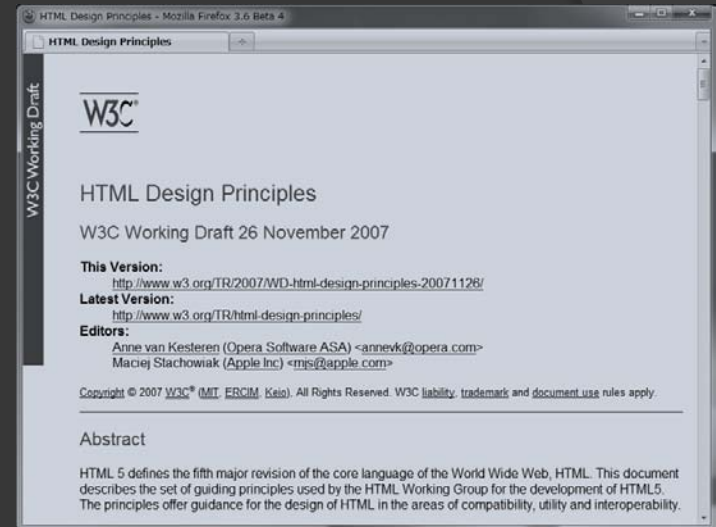 HTML Design Principles - Mozilla Firefox 3.6 Beta 4
HTML Design Principles
W3C Working Draft
W3C®
HTML Design Principles
W3C Working Draft 26 November 2007
This Version:
http://www.w3.org/TR/2007/WD-html-design-principles-20071126/
Latest Version:
http://www.w3.org/TR/html-design-principles/
Editors:
Anne van Kesteren (Opera Software ASA) <annevk@opera.com>
Maciej Stachowiak (Apple Inc) <mjs@apple.com>
Copyright © 2007 W3C® (MIT, ERCIM, Keio), All Rights Reserved. W3C liability, trademark and document use rules apply.
Abstract
HTML 5 defines the fifth major revision of the core language of the World Wide Web, HTML. This document
describes the set of guiding principles used by the HTML Working Group for the development of HTML5.
The principles offer guidance for the design of HTML in the areas of compatibility, utility and interoperability.